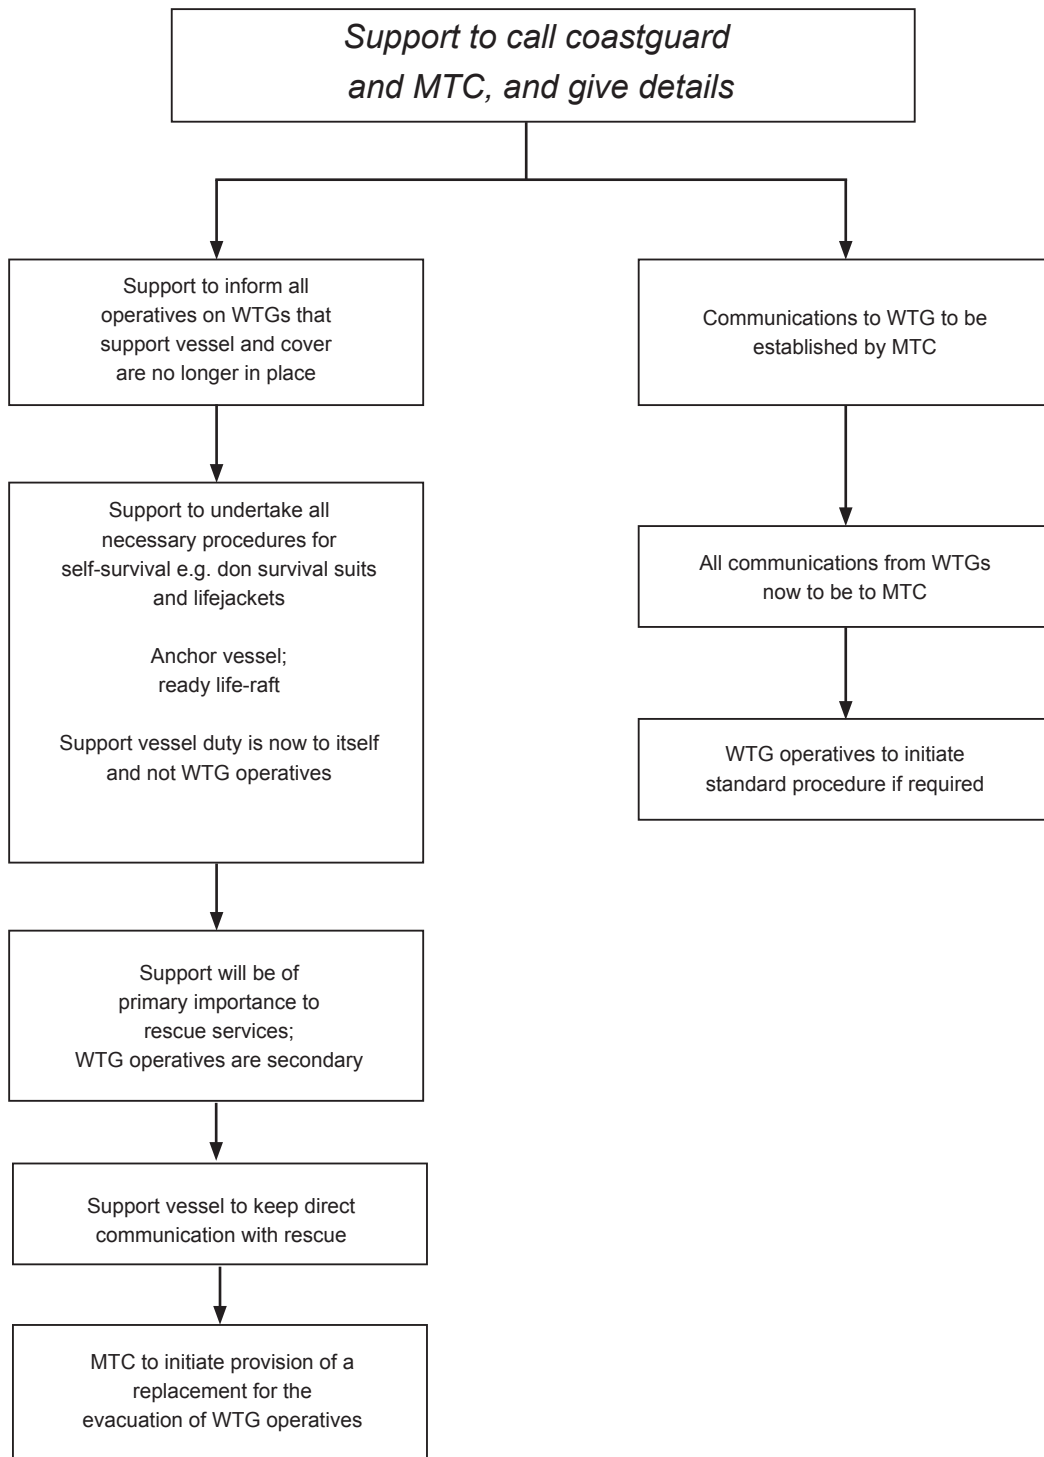 Support to call coastguard
and MTC, and give details
Support to inform all
operatives on WTGs that
support vessel and cover
are no longer in place
Support to undertake all
necessary procedures for
self-survival e.g. don survival suits
and lifejackets
Anchor vessel;
ready life-raft
Support vessel duty is now to itself
and not WTG operatives
Support will be of
primary importance to
rescue services;
WTG operatives are secondary
Support vessel to keep direct
communication with rescue
MTC to initiate provision of a
replacement for the
evacuation of WTG operatives
Communications to WTG to be
established by MTC
All communications from WTGs
now to be to MTC
WTG operatives to initiate
standard procedure if required